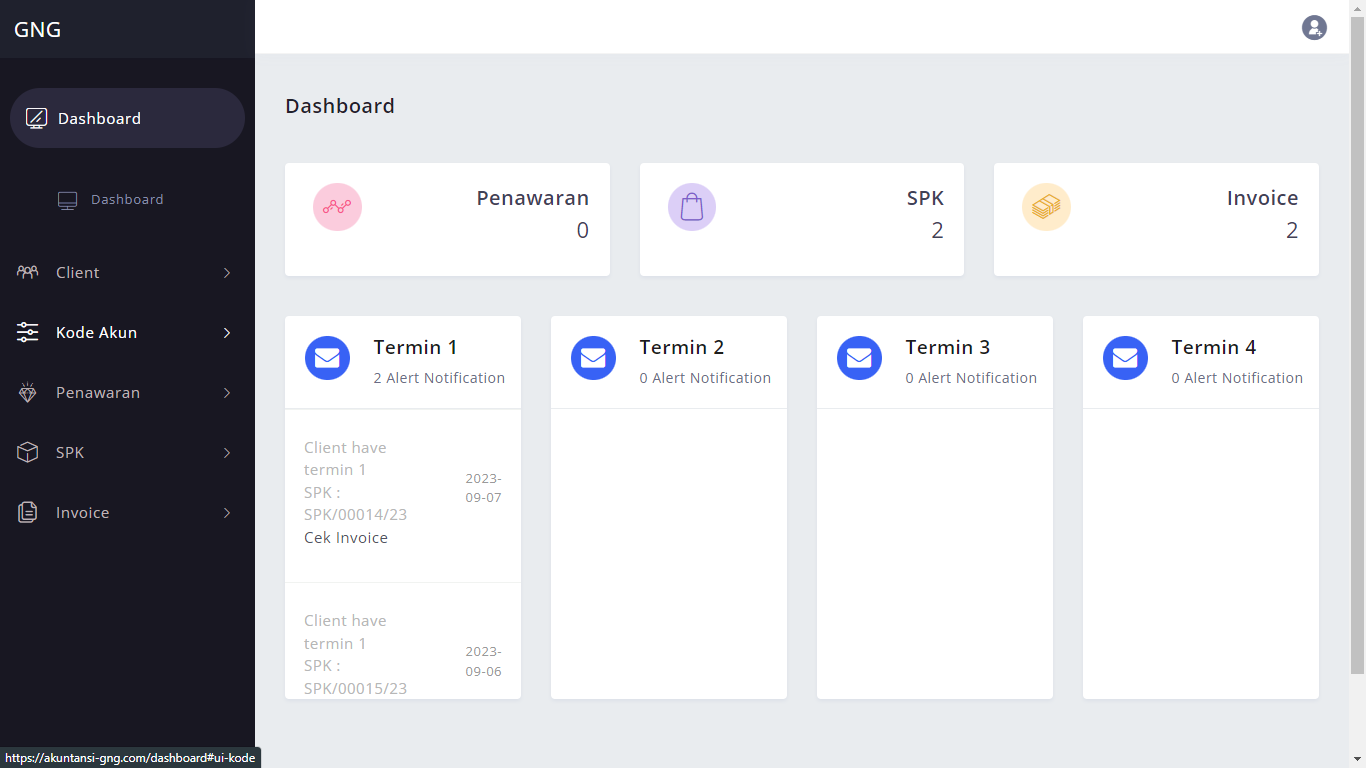 GNG
Dashboard
Dashboard
Client
Kode Akun
Penawaran
SPK
Invoice
Dashboard
Penawaran
0
SPK
2
Invoice
2
Termin 1
2 Alert Notification
Client have
termin 1
SPK :
SPK/00014/23
Cek Invoice
2023-
09-07
Client have
termin 1
SPK :
SPK/00015/23
2023-
09-06
Termin 2
0 Alert Notification
Termin 3
0 Alert Notification
Termin 4
0 Alert Notification
https://akuntansi-gng.com/dashboard#ui-kode